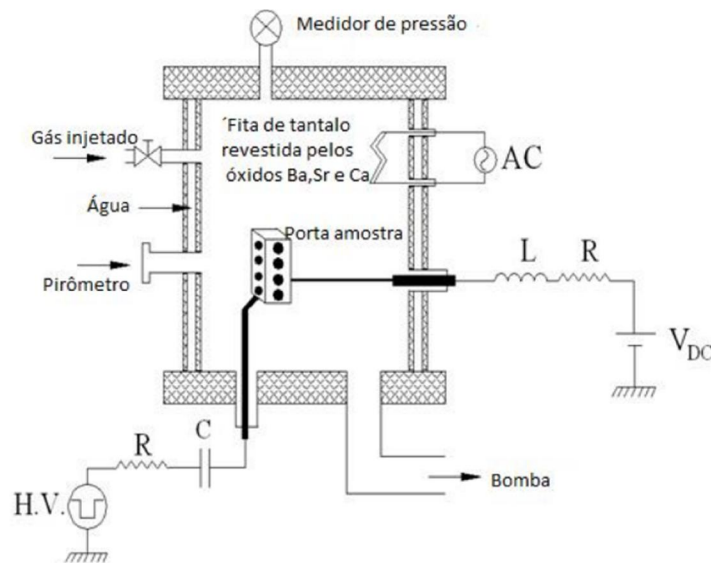 Medidor de pressão
´Fita de tantalo
revestida pelos
óxidos Ba,Sr e Ca
Gás injetado
AC
Água
Porta amostra
Pirômetro
L
R
V_DC
R
C
H.V.
Bomba